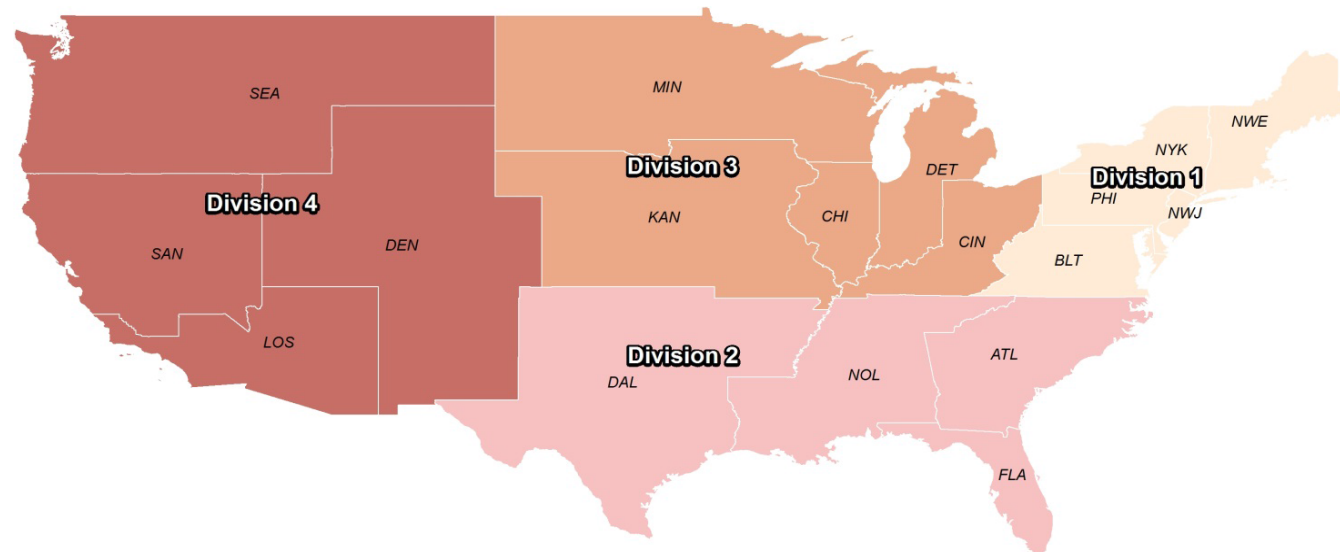 MIN
SEA
NWE
NYK
Division 3
DET
Division 1
PHI
Division 4
NWJ
KAN
CHI
DEN
CIN
SAN
BLT
LOS
Division 2
ATL
DAL
NOL
FLA